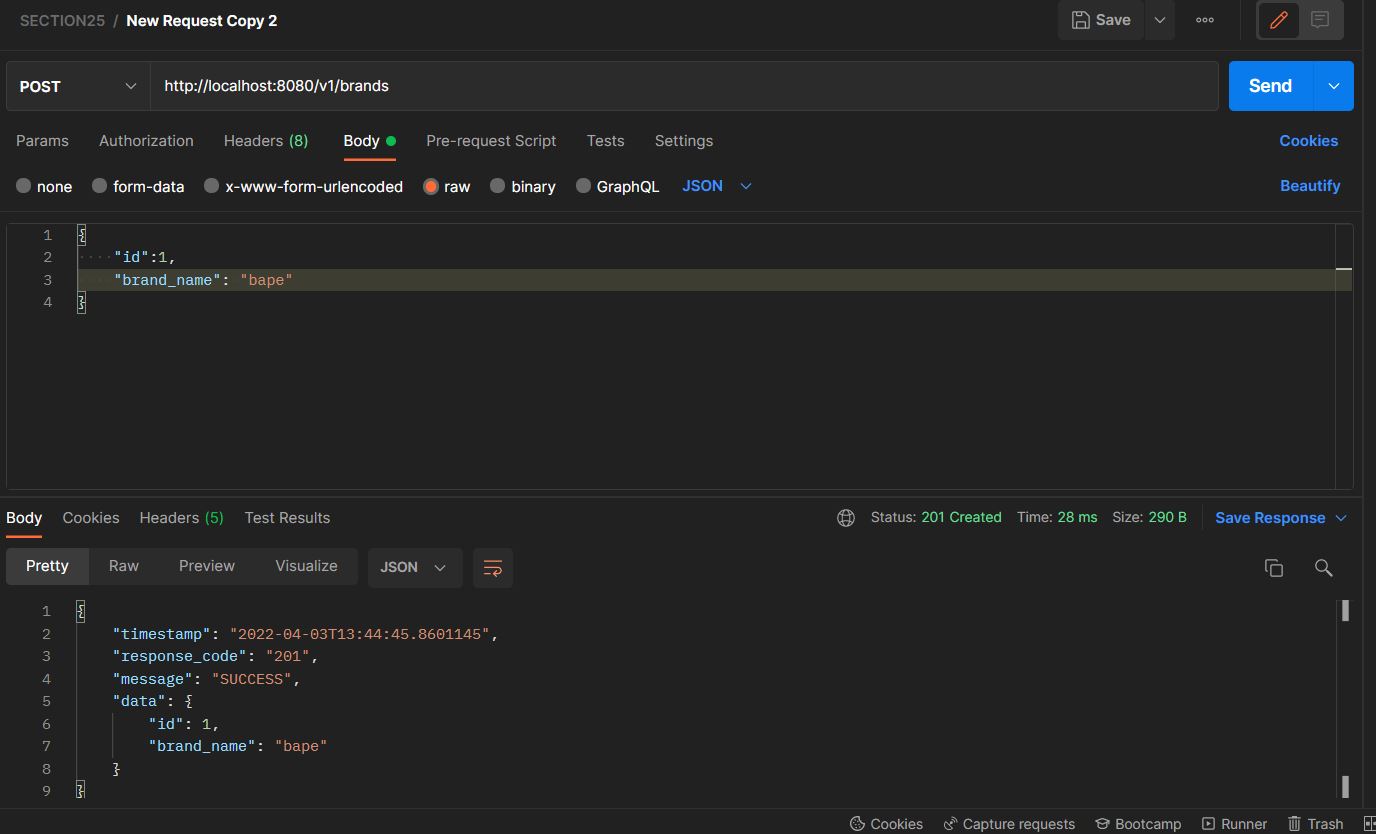 SECTION25 / New Request Copy 2
Save
POST http://localhost:8080/v1/brands Send
Params Authorization Headers (8) Body Pre-request Script Tests Settings Cookies
none form-data x-www-form-urlencoded raw binary GraphQL JSON Beautify
1 {
2 "id":1,
3 "brand_name": "bape"
4 }
Body Cookies Headers (5) Test Results Status: 201 Created Time: 28 ms Size: 290 B Save Response
Pretty Raw Preview Visualize JSON
1 {
2 "timestamp": "2022-04-03T13:44:45.8601145",
3 "response_code": "201",
4 "message": "SUCCESS",
5 "data": {
6 "id": 1,
7 "brand_name": "bape"
8 }
9 }
Cookies Capture requests Bootcamp Runner Trash